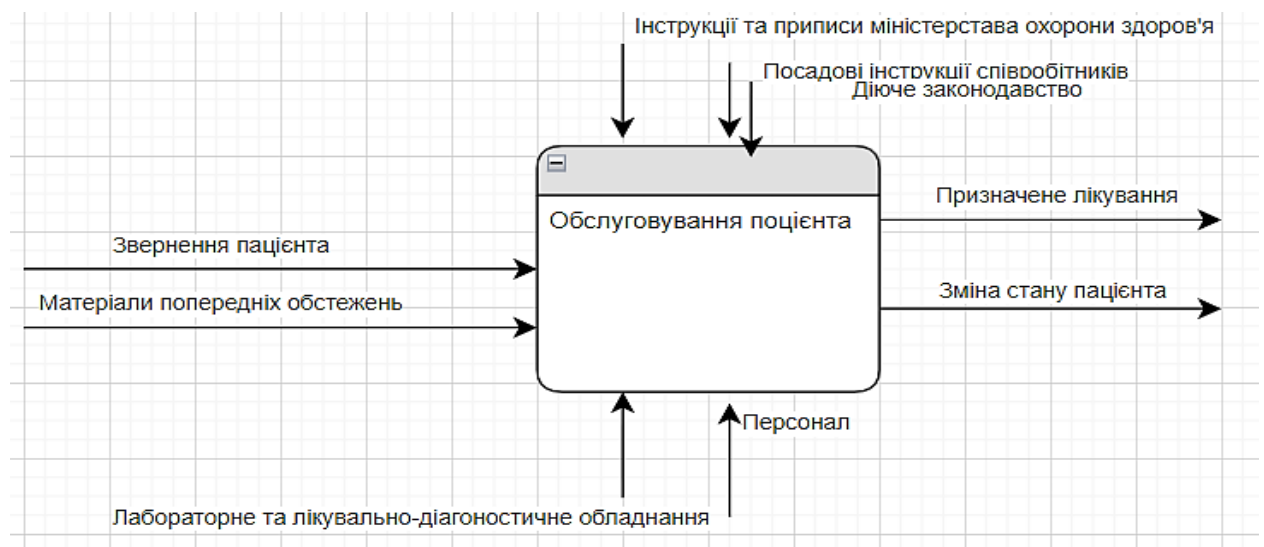 Інструкції та приписи міністерстава охорони здоров'я
Посадові інструкції співробітників
Діюче законодавство
Обслуговування поцієнта
Призначене лікування
Звернення пацієнта
Зміна стану пацієнта
Матеріали попередніх обстежень
Персонал
Лабораторне та лікувально-діагоностичне обладнання